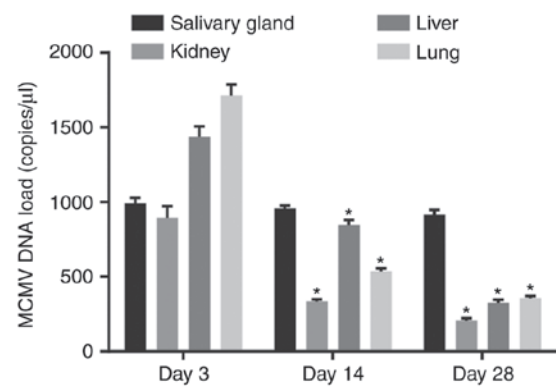 Salivary gland Liver
Kidney Lung
MCMV DNA load (copies/μl)
2000
1500
1000
500
0
*
*
*
*
*
*
Day 3 Day 14 Day 28